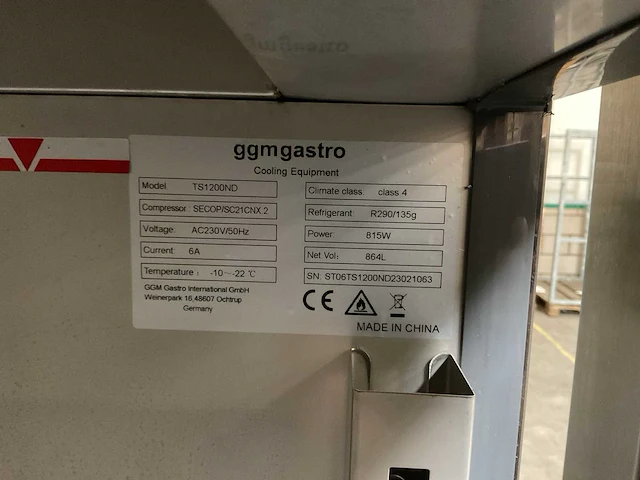 ggmgastro
Cooling Equipment
Model TS1200ND
Compressor SECOP/SC21CNX.2
Voltage: AC230V/50Hz
Current: 6A
Temperature: -10～-22 ℃
GGM Gastro International GmbH
Weinerpark 16,48607 Ochtrup
Germany
Climate class: class 4
Refrigerant: R290/135g
Power: 815W
Net Vol: 864L
SN: ST06TS1200ND23021063
CE
MADE IN CHINA